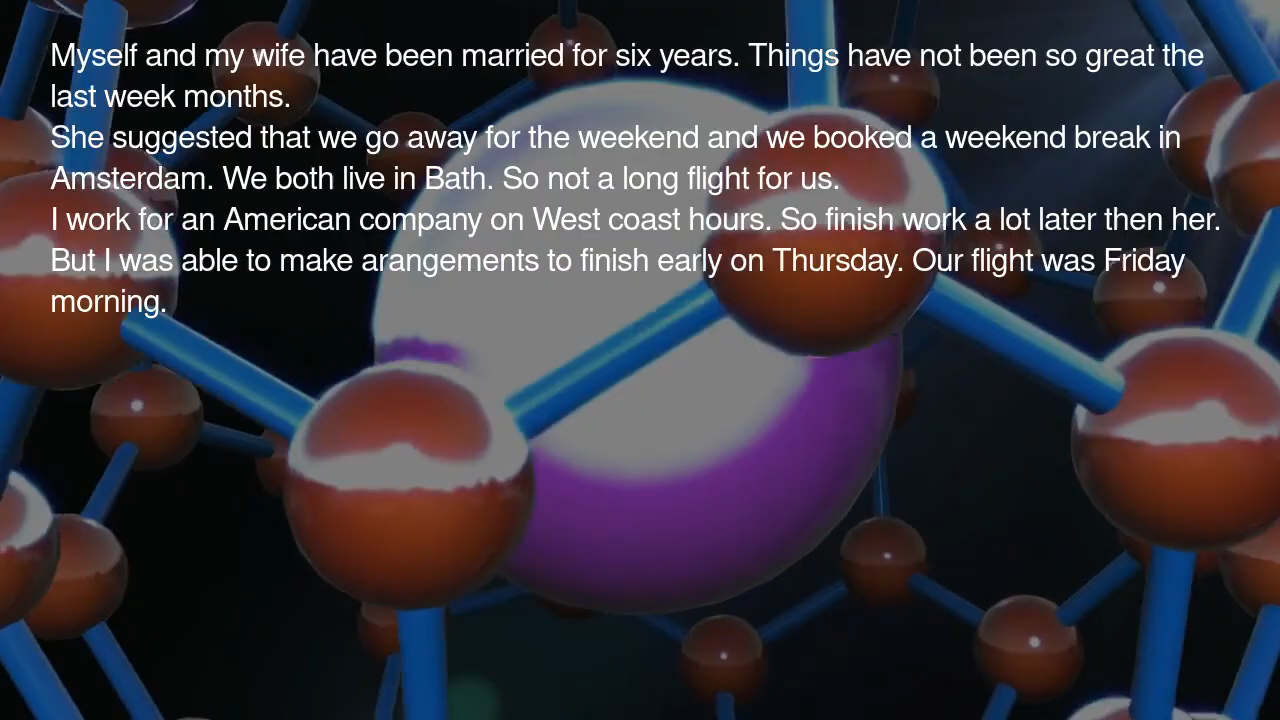 Myself and my wife have been married for six years. Things have not been so great the
last week months.
She suggested that we go away for the weekend and we booked a weekend break in
Amsterdam. We both live in Bath. So not a long flight for us.
I work for an American company on West coast hours. So finish work a lot later then her.
But I was able to make arangements to finish early on Thursday. Our flight was Friday
morning.